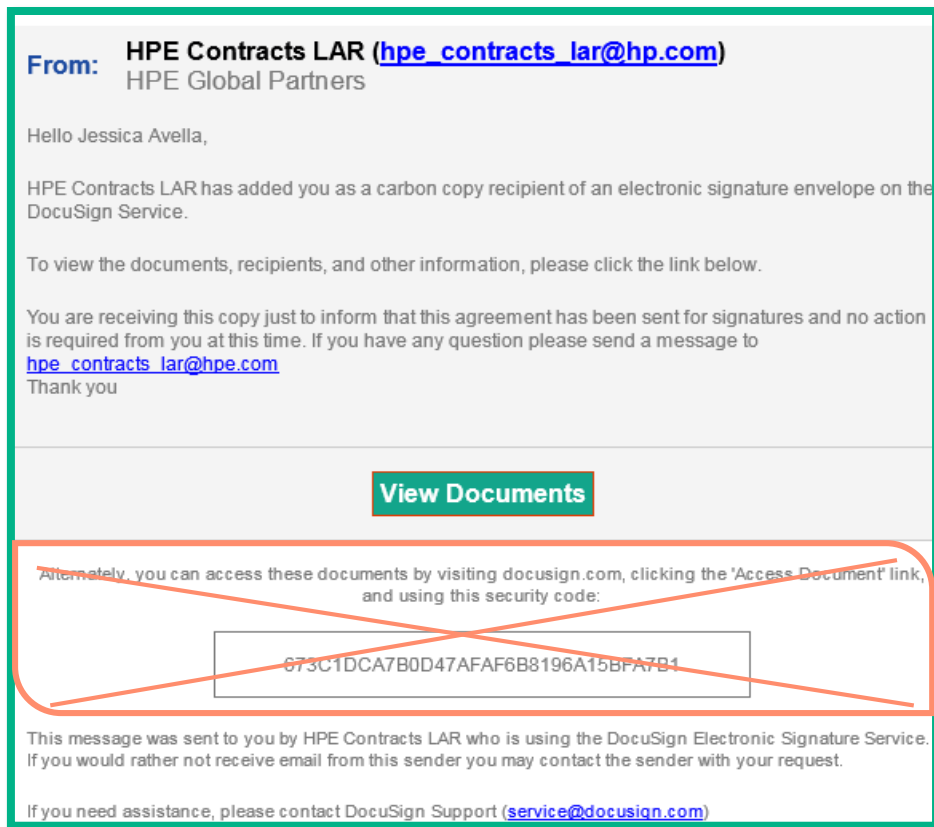 From: HPE Contracts LAR (hpe_contracts_lar@hp.com)
HPE Global Partners
Hello Jessica Avella,
HPE Contracts LAR has added you as a carbon copy recipient of an electronic signature envelope on the
DocuSign Service.
To view the documents, recipients, and other information, please click the link below.
You are receiving this copy just to inform that this agreement has been sent for signatures and no action
is required from you at this time. If you have any question please send a message to
hpe_contracts_lar@hpe.com
Thank you
View Documents
Alternately, you can access these documents by visiting docusign.com, clicking the 'Access Document' link,
and using this security code:
673C1DCA7B0D47AFAF6B8196A15BFA7B1
This message was sent to you by HPE Contracts LAR who is using the DocuSign Electronic Signature Service.
If you would rather not receive email from this sender you may contact the sender with your request.
If you need assistance, please contact DocuSign Support (service@docusign.com)